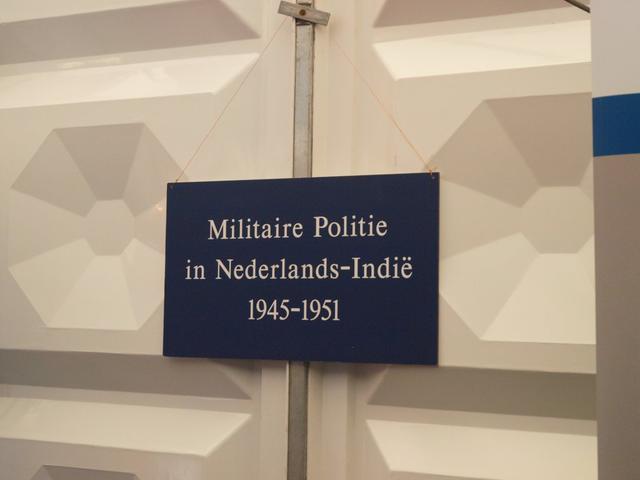 Militaire Politie
in Nederlands-Indië
1945-1951